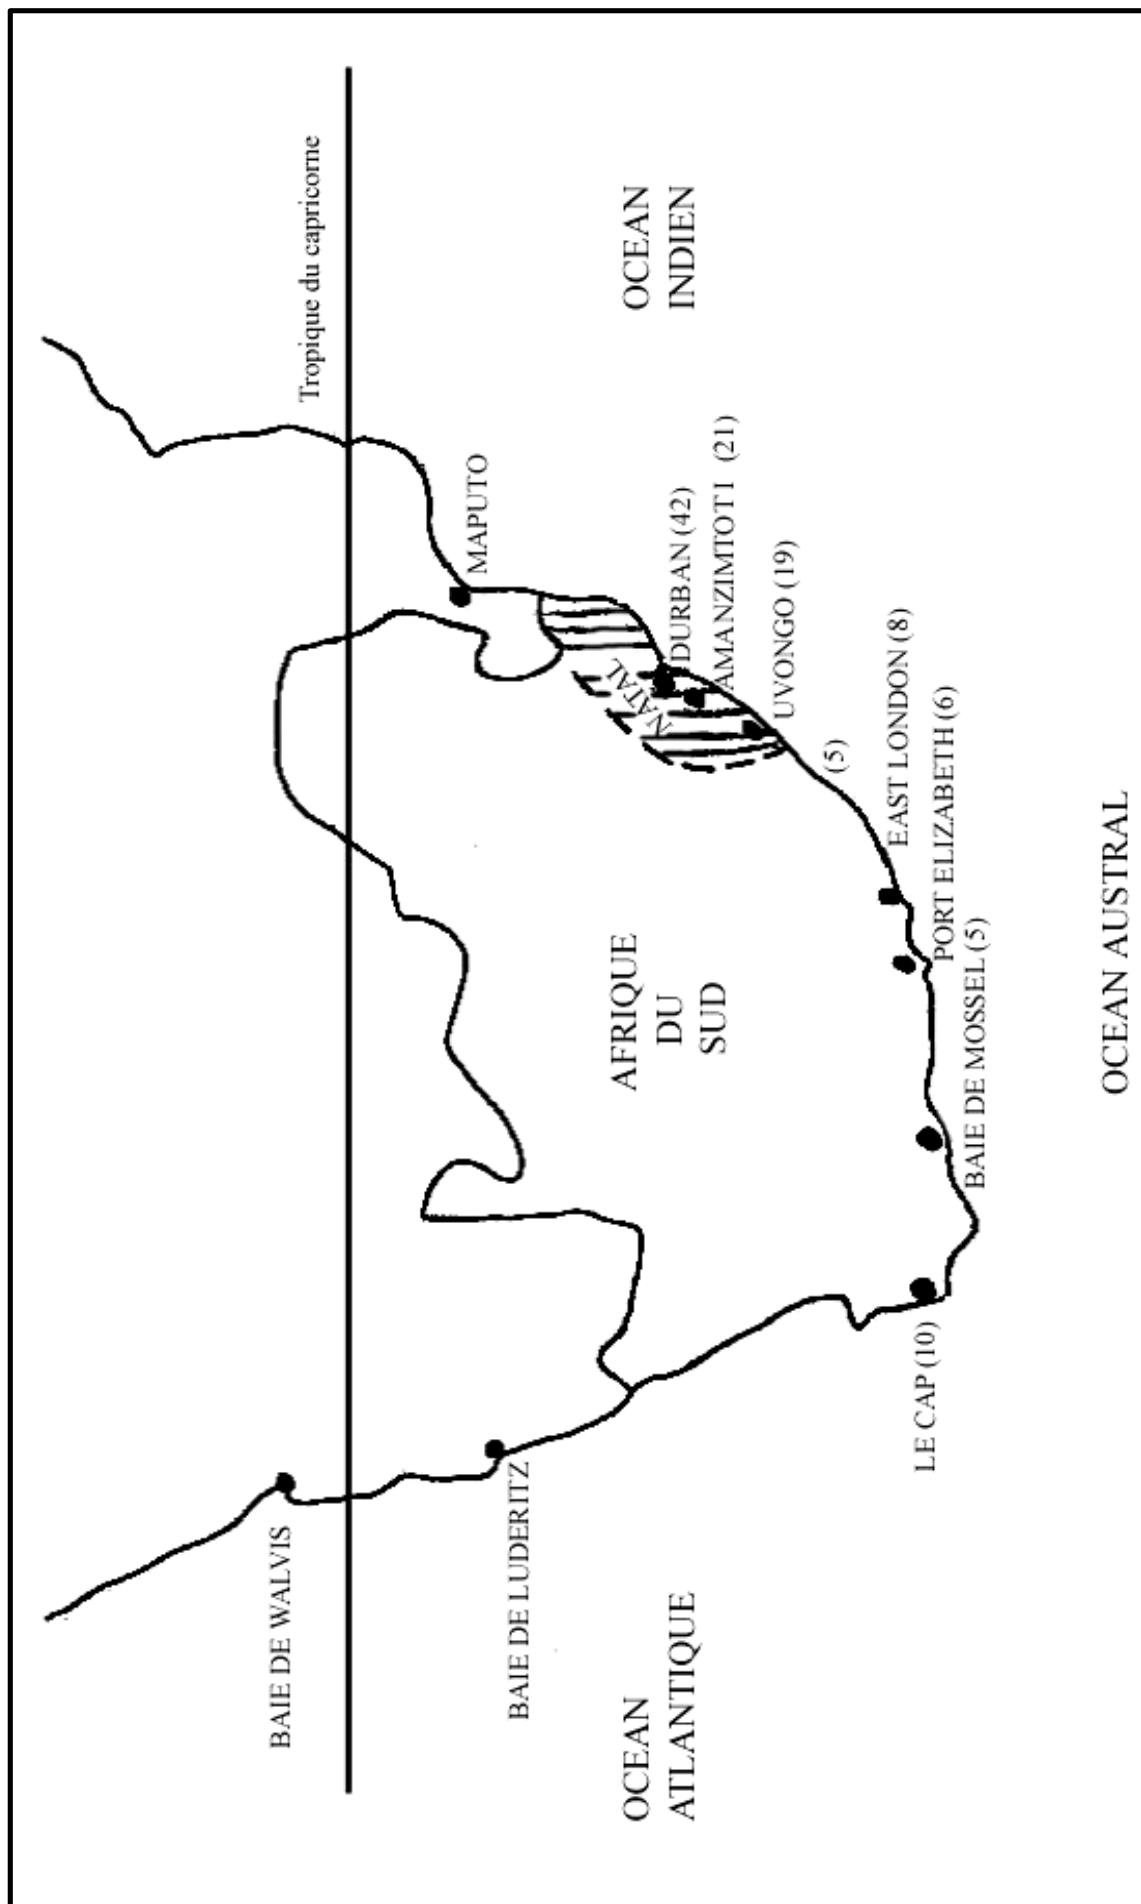 Tropique du capricorne
BAIE DE WALVIS
MAPUTO
BAIE DE LUDERITZ
OCEAN
ATLANTIQUE
AFRIQUE
DU
SUD
OCEAN
INDIEN
NATAL
DURBAN (42)
AMANZIMTOTI (21)
UVONGO (19)
(5)
EAST LONDON (8)
PORT ELIZABETH (6)
BAIE DE MOSSEL (5)
LE CAP (10)
OCEAN AUSTRAL